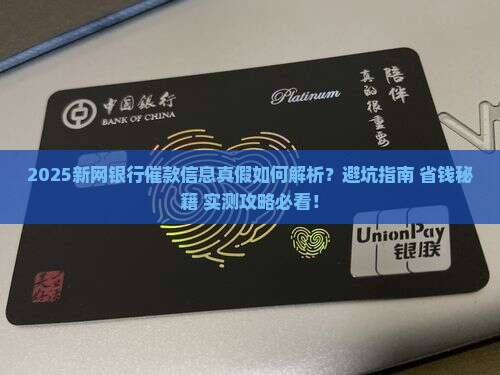 中国银行
BANK OF CHINA
Platinum
陪伴
真的很重要
2025新网银行催款信息真假如何解析？避坑指南 省钱秘
籍 实测攻略必看！
UnionPay
银联